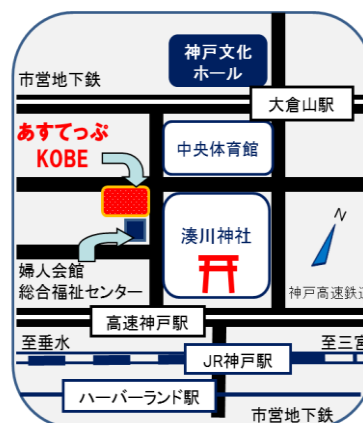 神戸文化
ホール
市営地下鉄
大倉山駅
あすてっぷ
KOBE
中央体育館
湊川神社
N
婦人会館
総合福祉センター
神戸高速鉄道
高速神戸駅
至垂水
至三宮
JR神戸駅
ハーバーランド駅
市営地下鉄